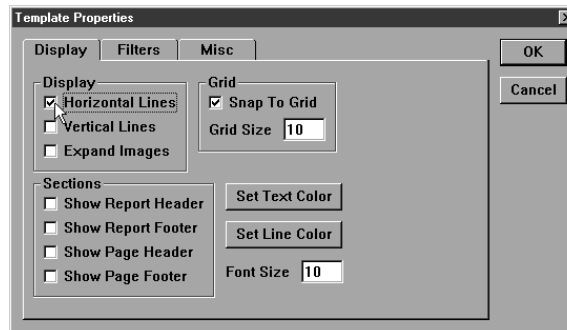 Template Properties
Display Filters Misc
OK
Cancel
Display
Horizontal Lines
Vertical Lines
Expand Images
Grid
Snap To Grid
Grid Size 10
Sections
Show Report Header
Show Report Footer
Show Page Header
Show Page Footer
Set Text Color
Set Line Color
Font Size 10